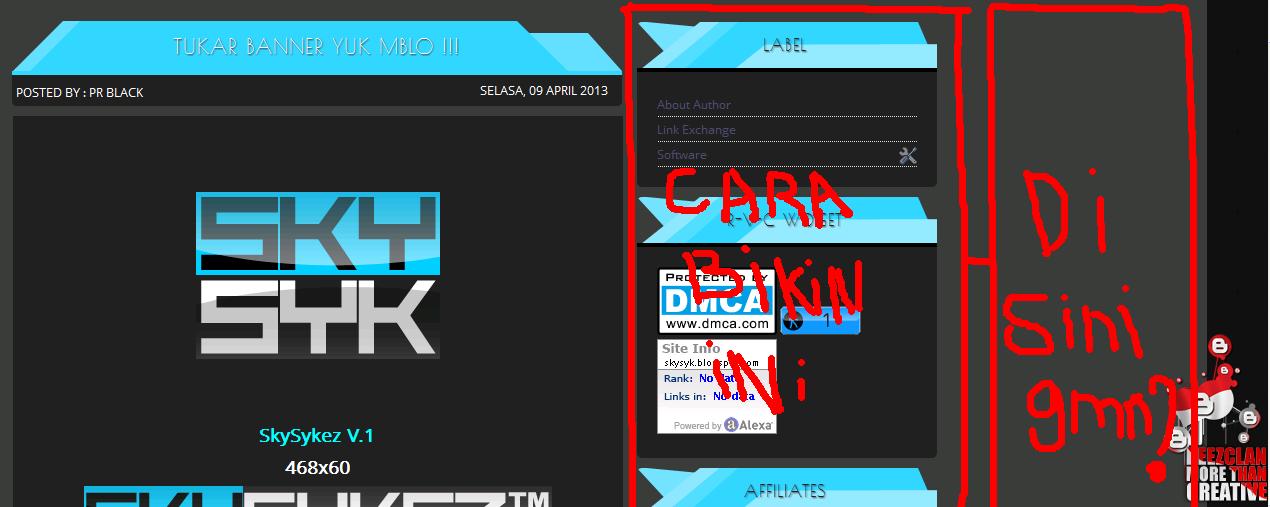 TUKAR BANNER YUK MBLO !!!
POSTED BY : PR BLACK
SELASA, 09 APRIL 2013
SKY
SYK
SkySykez V.1
468x60
SKYSYKEZ™
LABEL
About Author
Link Exchange
Software
R-V-C WIDGET
PROTECTED BY
DMCA
www.dmca.com
1
Site Info
skysyk.blogspot.com
Rank: No data
Links in: No data
Powered by Alexa
AFFILIATES
CARA
BIKIN
INI
Di
Sini
gmn?
MORE THAN
CREATIVE